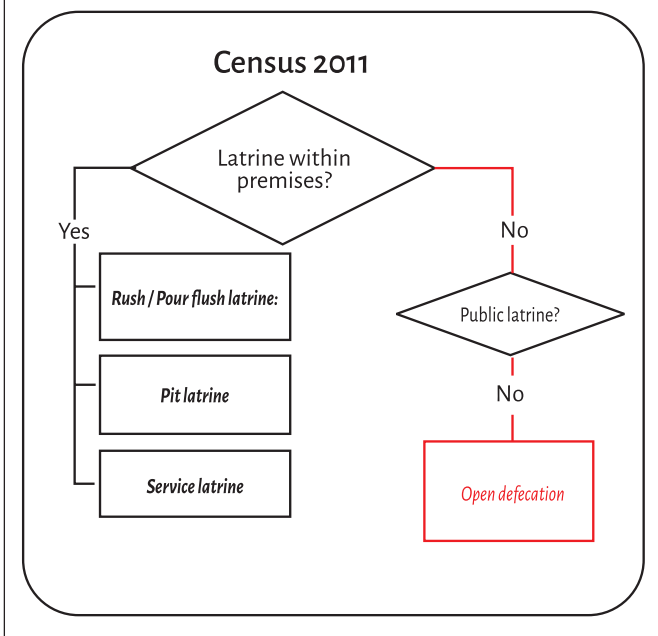 Census 2011
Latrine within
premises?
Yes
Rush / Pour flush latrine:
Pit latrine
Service latrine
No
Public latrine?
No
Open defecation